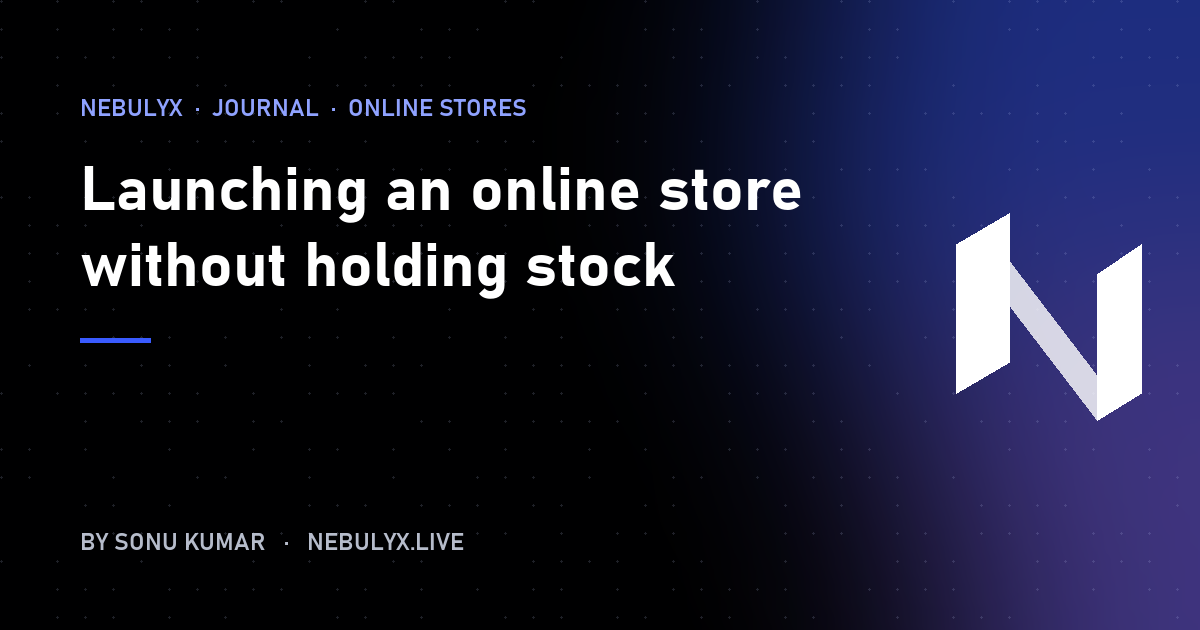 NEBULYX · JOURNAL · ONLINE STORES
Launching an online store
without holding stock
BY SONU KUMAR · NEBULYX.LIVE